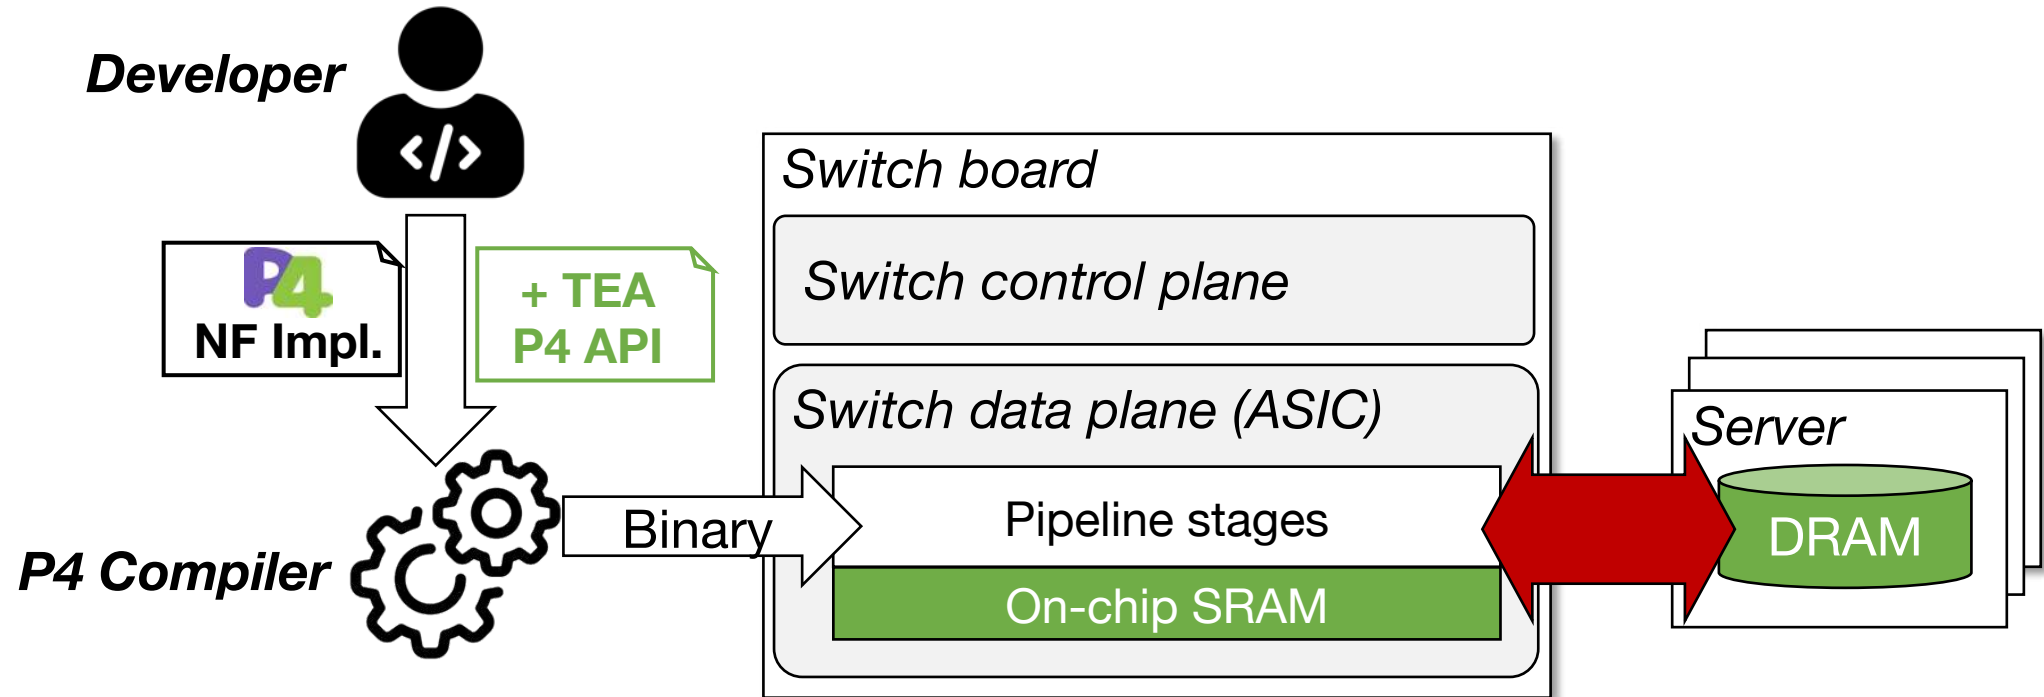 Developer
</>
P4
NF Impl.
+ TEA
P4 API
P4 Compiler
Binary
Switch board
Switch control plane
Switch data plane (ASIC)
Pipeline stages
On-chip SRAM
Server
DRAM